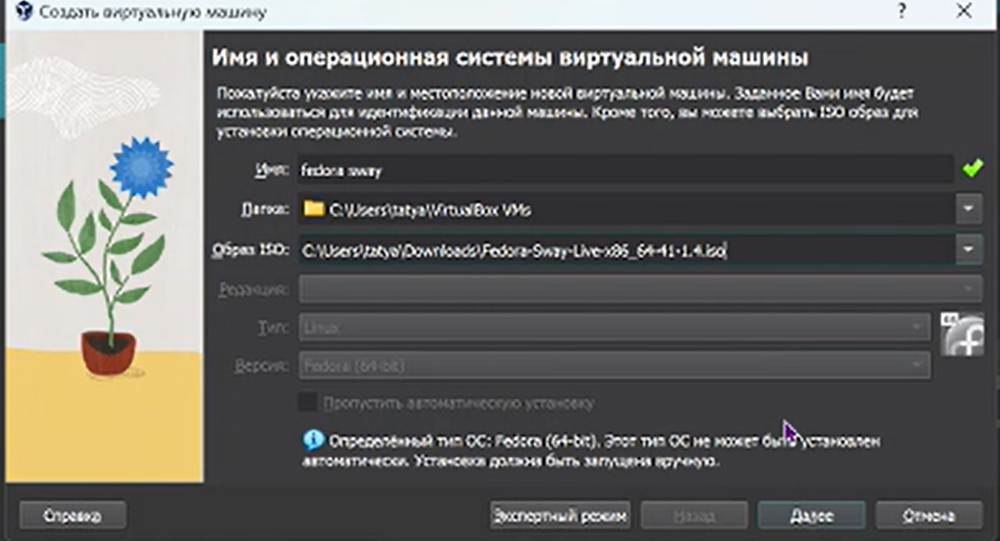 Создать виртуальную машину
?
Имя и операционная системы виртуальной машины
Пожалуйста укажите имя и местоположение новой виртуальной машины. Заданное Вами имя будет
использоваться для идентификации данной машины. Кроме того, вы можете выбрать ISO образ для
установки операционной системы.
Имя: fedora sway
Папка: C:\Users\tatya\VirtualBox VMs
Образ ISO: C:\Users\tatya\Downloads\Fedora-Sway-Live-x86_64-41-1.4.iso
Редакция:
Тип: Linux
64
Версия: Fedora (64-bit)
Пропустить автоматическую установку
Определённый тип ОС: Fedora (64-bit). Этот тип ОС не может быть установлен
автоматически. Установка должна быть запущена вручную.
Справка Экспертный режим Назад Далее Отмена